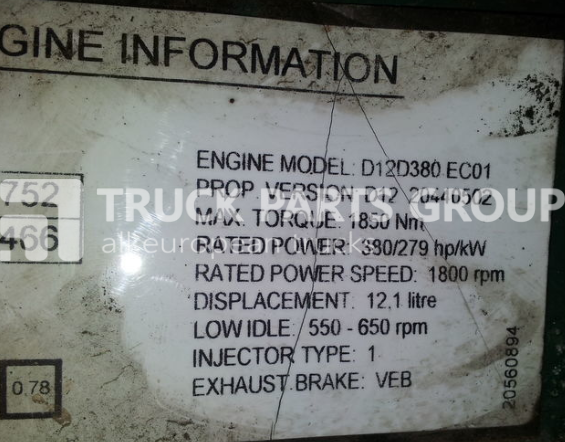 GINE INFORMATION
752
466
0.78
ENGINE MODEL: D12D380 EC01
PROP. VERSION: D12 20440502
MAX. TORQUE: 1850 Nm
RATED POWER: 380/279 hp/kW
RATED POWER SPEED: 1800 rpm
DISPLACEMENT: 12,1 litre
LOW IDLE: 550 - 650 rpm
INJECTOR TYPE: 1
EXHAUST BRAKE: VEB
20560894
TRUCK PARTS GROUP